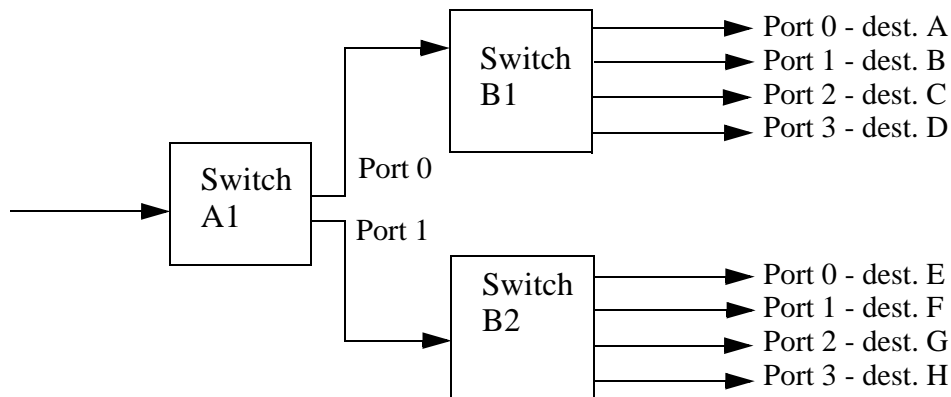 Switch
B1
Port 0 - dest. A
Port 1 - dest. B
Port 2 - dest. C
Port 3 - dest. D
Switch
A1
Port 0
Port 1
Switch
B2
Port 0 - dest. E
Port 1 - dest. F
Port 2 - dest. G
Port 3 - dest. H